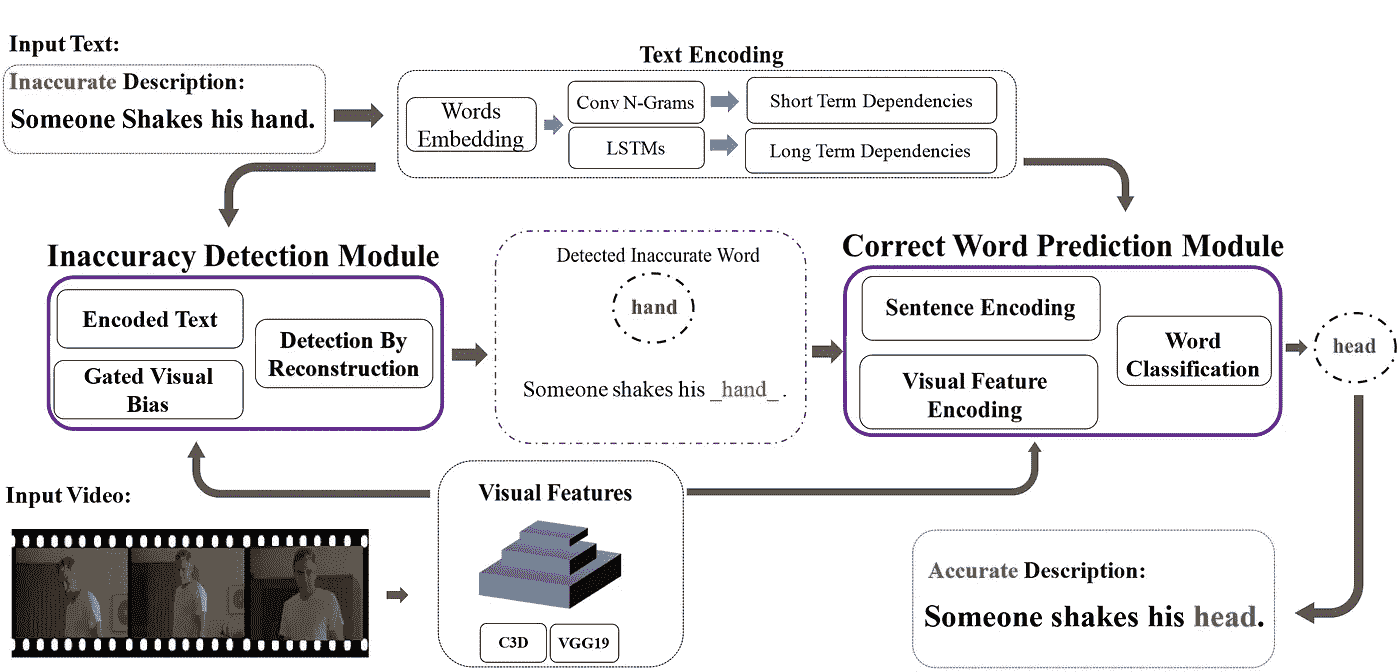 Input Text:
Inaccurate Description:
Someone Shakes his hand.
Text Encoding
Words
Embedding
Conv N-Grams
Short Term Dependencies
LSTMs
Long Term Dependencies
Inaccuracy Detection Module
Encoded Text
Gated Visual
Bias
Detection By
Reconstruction
Detected Inaccurate Word
hand
Someone shakes his _hand_ .
Correct Word Prediction Module
Sentence Encoding
Visual Feature
Encoding
Word
Classification
head
Input Video:
Visual Features
C3D
VGG19
Accurate Description:
Someone shakes his head.